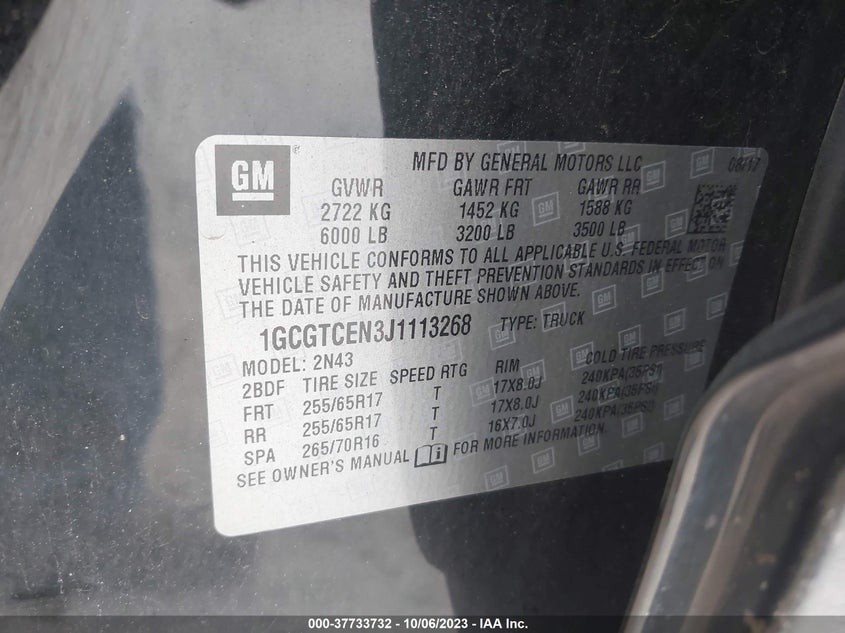 GM
MFD BY GENERAL MOTORS LLC 08/17
GVWR GAWR FRT GAWR RR
2722 KG 1452 KG 1588 KG
6000 LB 3200 LB 3500 LB
THIS VEHICLE CONFORMS TO ALL APPLICABLE U.S. FEDERAL MOTOR
VEHICLE SAFETY AND THEFT PREVENTION STANDARDS IN EFFECT ON
THE DATE OF MANUFACTURE SHOWN ABOVE.
1GCGTCEN3J1113268 TYPE: TRUCK
MODEL: 2N43
2BDF TIRE SIZE SPEED RTG RIM COLD TIRE PRESSURE
FRT 255/65R17 T 17X8.0J 240KPA(35PSI)
RR 255/65R17 T 17X8.0J 240KPA(35PSI)
SPA 265/70R16 T 16X7.0J 240KPA(35PSI)
SEE OWNER'S MANUAL FOR MORE INFORMATION.
000-37733732 - 10/06/2023 - IAA Inc.